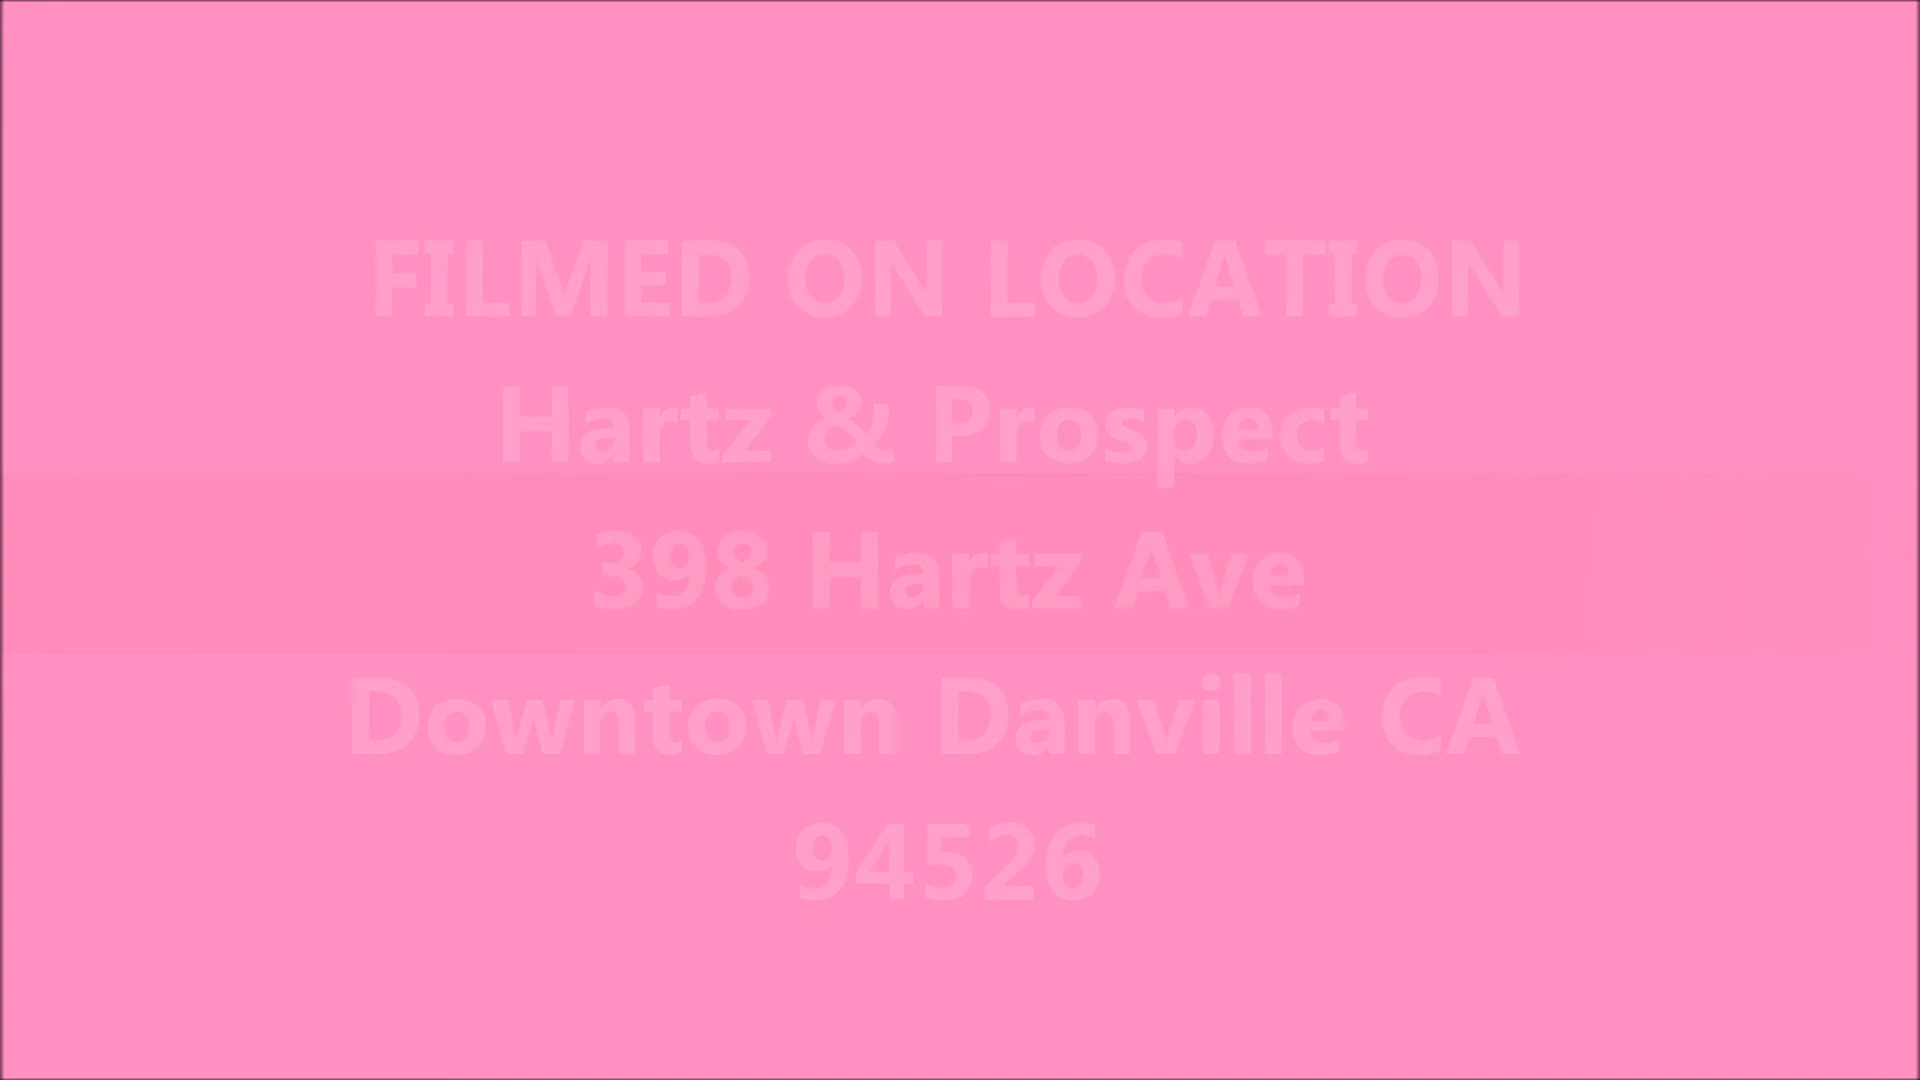 FILMED ON LOCATION
Hartz & Prospect
398 Hartz Ave
Downtown Danville CA
94526